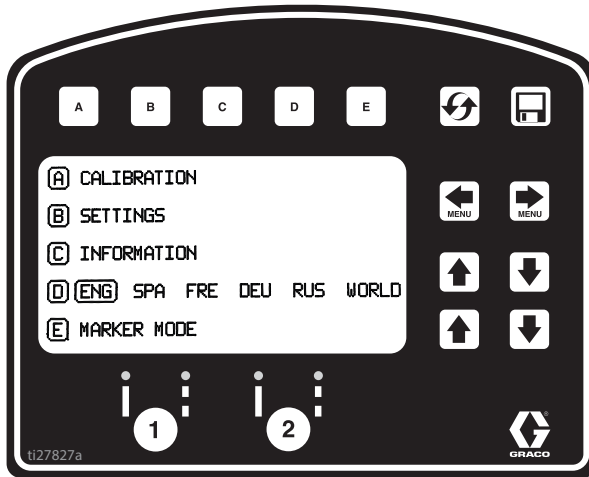 A B C D E
A CALIBRATION
B SETTINGS
MENU MENU
C INFORMATION
D ENG SPA FRE DEU RUS WORLD
E MARKER MODE
1 2
ti27827a
GRACO